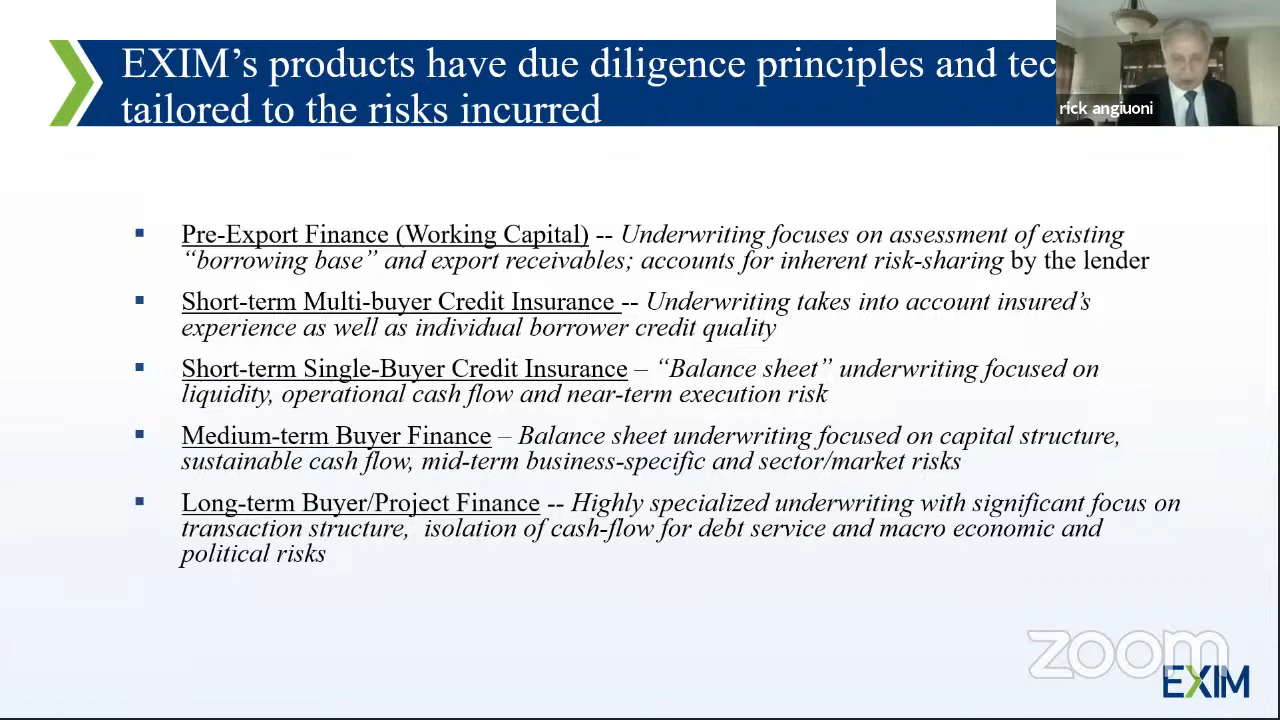 EXIM’s products have due diligence principles and tec
tailored to the risks incurred
rick angiuoni
▪ Pre-Export Finance (Working Capital) -- Underwriting focuses on assessment of existing
“borrowing base” and export receivables; accounts for inherent risk-sharing by the lender
▪ Short-term Multi-buyer Credit Insurance -- Underwriting takes into account insured’s
experience as well as individual borrower credit quality
▪ Short-term Single-Buyer Credit Insurance – “Balance sheet” underwriting focused on
liquidity, operational cash flow and near-term execution risk
▪ Medium-term Buyer Finance – Balance sheet underwriting focused on capital structure,
sustainable cash flow, mid-term business-specific and sector/market risks
▪ Long-term Buyer/Project Finance -- Highly specialized underwriting with significant focus on
transaction structure,  isolation of cash-flow for debt service and macro economic and
political risks
zoom
EXIM